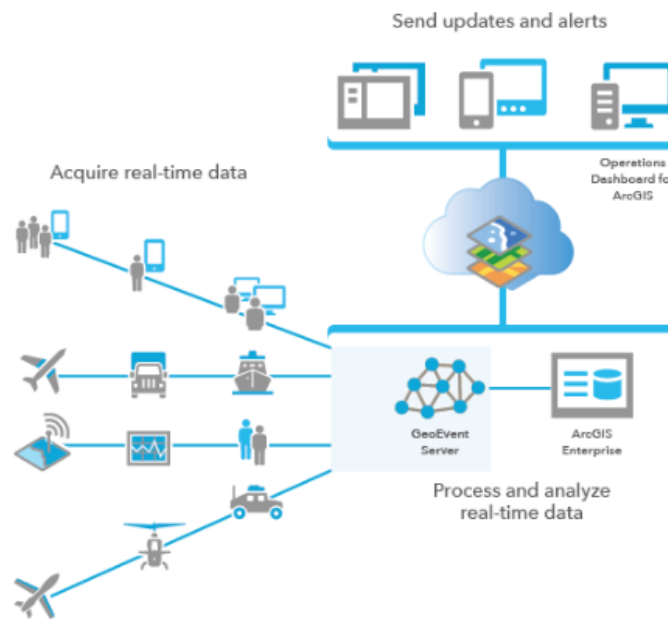 Send updates and alerts
Operations
Dashboard for
ArcGIS
Acquire real-time data
GeoEvent
Server
ArcGIS
Enterprise
Process and analyze
real-time data